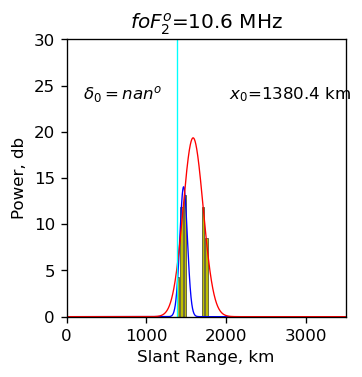 foF₂ᵒ=10.6 MHz
30
25
20
15
10
5
0
Power, db
δ₀ = nanᵒ
x₀=1380.4 km
0 1000 2000 3000
Slant Range, km